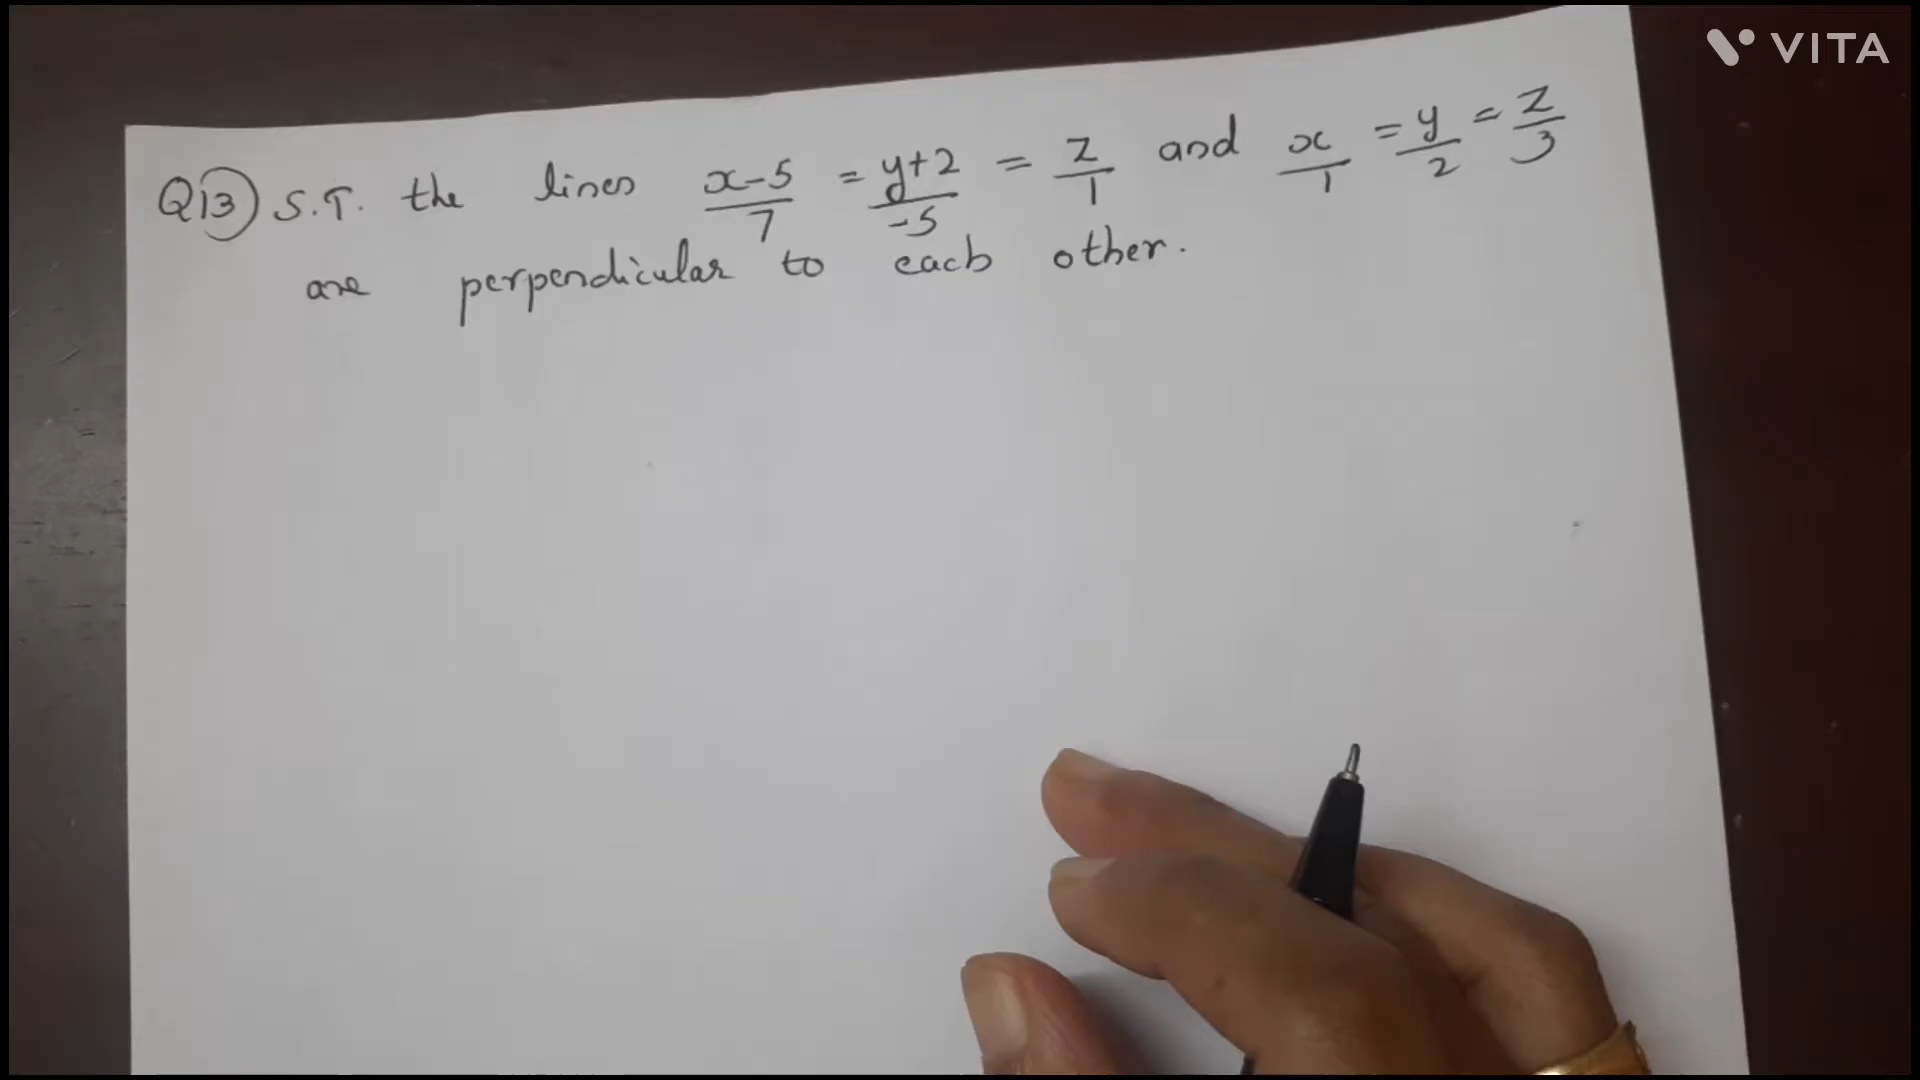 VITA
Q13) S.T. the lines x-5/7 = y+2/-5 = z/1 and x/1 = y/2 = z/3
are perpendicular to each other.